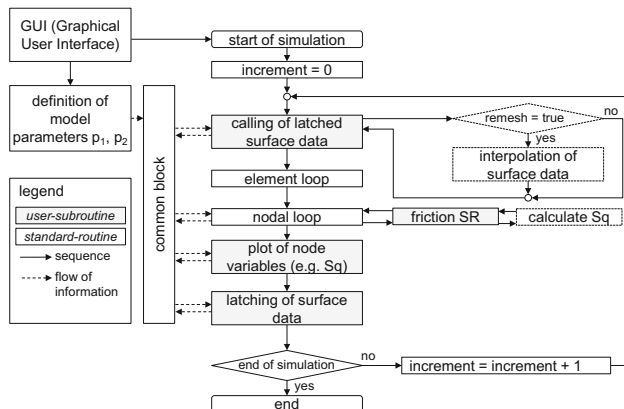 GUI (Graphical
User Interface)
start of simulation
increment = 0
definition of
model
parameters p₁, p₂
common block
calling of latched
surface data
remesh = true
no
yes
interpolation of
surface data
element loop
legend
user-subroutine
standard-routine
sequence
flow of
information
nodal loop
friction SR
calculate Sq
plot of node
variables (e.g. Sq)
latching of surface
data
end of simulation
no
increment = increment + 1
yes
end